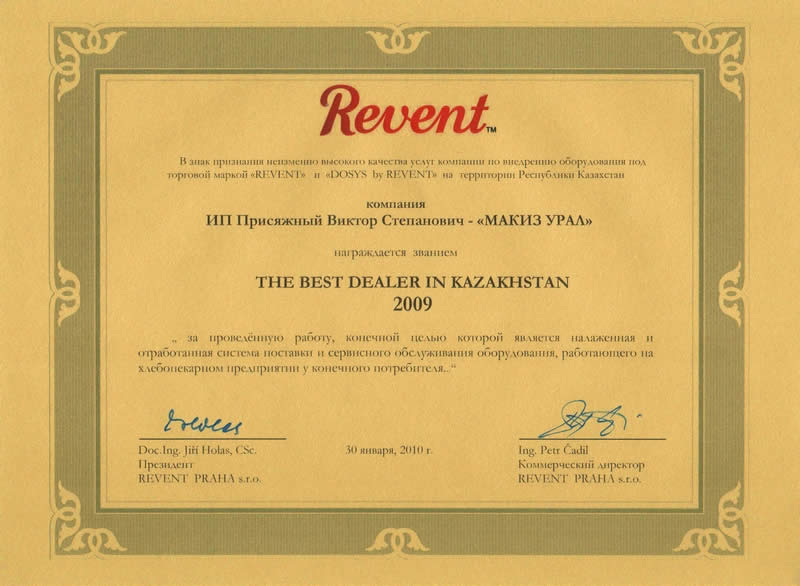 Revent™
В знак признания неизменно высокого качества услуг компании по внедрению оборудования под
торговой маркой «REVENT» и «DOSYS by REVENT» на территории Республики Казахстан
компания
ИП Присяжный Виктор Степанович - «МАКИЗ УРАЛ»
награждается званием
THE BEST DEALER IN KAZAKHSTAN
2009
„ за проведённую работу, конечной целью которой является налаженная и
отработанная система поставки и сервисного обслуживания оборудования, работающего на
хлебопекарном предприятии у конечного потребителя..“
Doc.Ing. Jiří Holas, CSc.
Президент
REVENT PRAHA s.r.o.
30 января, 2010 г.
Ing. Petr Čadil
Коммерческий директор
REVENT PRAHA s.r.o.